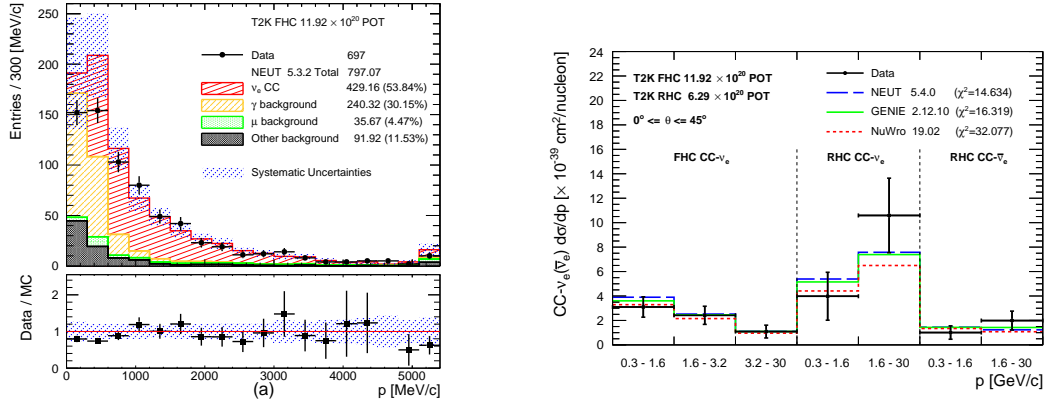 T2K FHC 11.92 × 10²⁰ POT
Data 697
NEUT 5.3.2 Total 797.07
νₑ CC 429.16 (53.84%)
γ background 240.32 (30.15%)
μ background 35.67 (4.47%)
Other background 91.92 (11.53%)
Systematic Uncertainties
Entries / 300 [MeV/c]
250
200
150
100
50
0
Data / MC
2
1
0
0 1000 2000 3000 4000 5000
(a)
p [MeV/c]
CC-νₑ(ν̄ₑ) dσ/dp [× 10⁻³⁹ cm²/nucleon]
24
22
20
18
16
14
12
10
8
6
4
2
0
T2K FHC 11.92 × 10²⁰ POT
T2K RHC 6.29 × 10²⁰ POT
0° <= θ <= 45°
Data
NEUT 5.4.0 (χ²=14.634)
GENIE 2.12.10 (χ²=16.319)
NuWro 19.02 (χ²=32.077)
FHC CC-νₑ RHC CC-νₑ RHC CC-ν̄ₑ
0.3 - 1.6 1.6 - 3.2 3.2 - 30 0.3 - 1.6 1.6 - 30 0.3 - 1.6 1.6 - 30
p [GeV/c]